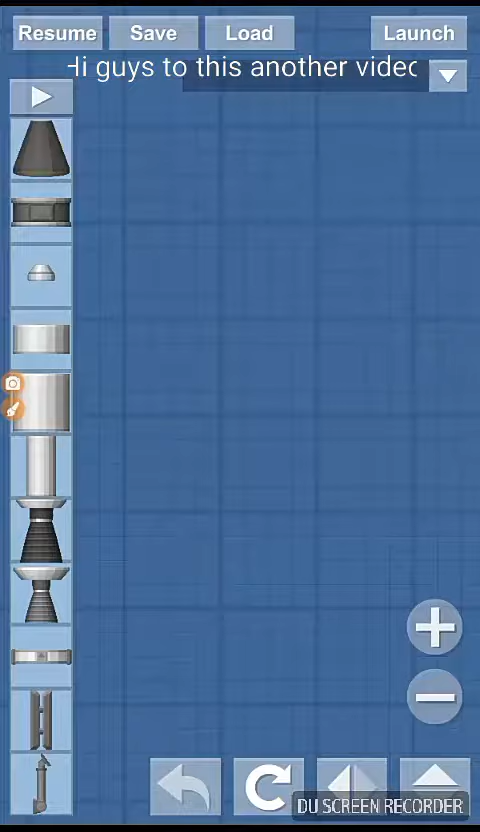 Resume Save Load Launch
Hi guys to this another video
DU SCREEN RECORDER